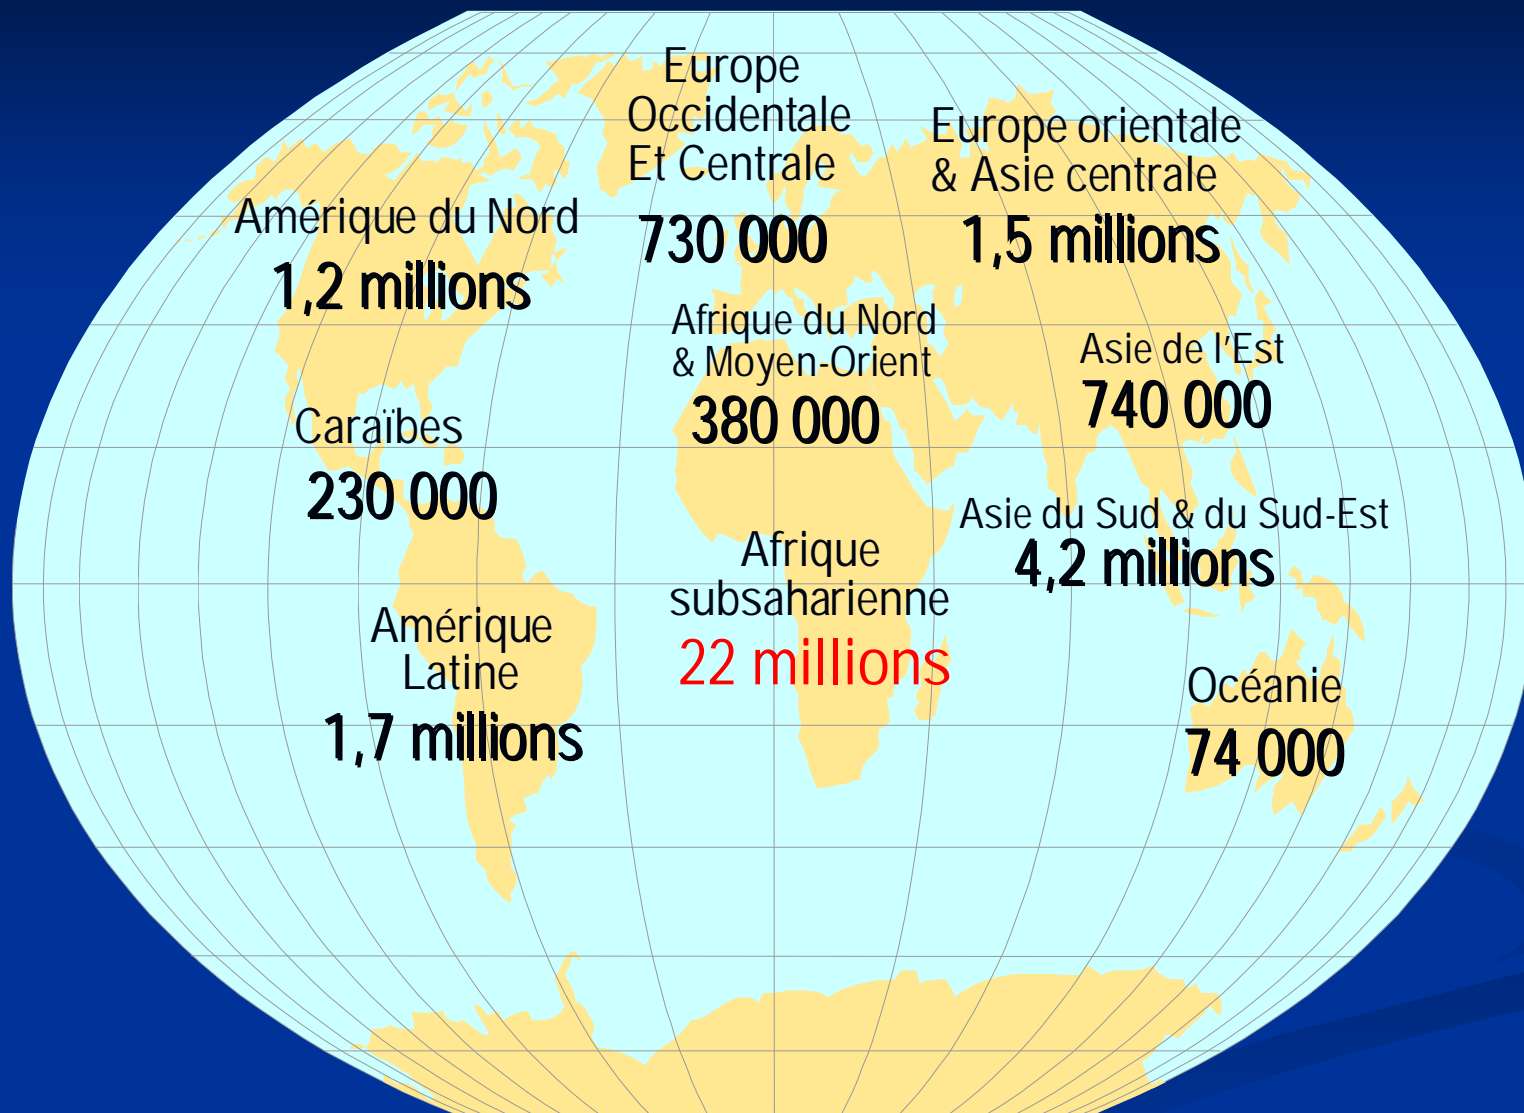 Europe
Occidentale
Et Centrale
730 000
Europe orientale
& Asie centrale
1,5 millions
Amérique du Nord
1,2 millions
Afrique du Nord
& Moyen-Orient
380 000
Asie de l'Est
740 000
Caraïbes
230 000
Asie du Sud & du Sud-Est
4,2 millions
Afrique
subsaharienne
22 millions
Amérique
Latine
1,7 millions
Océanie
74 000